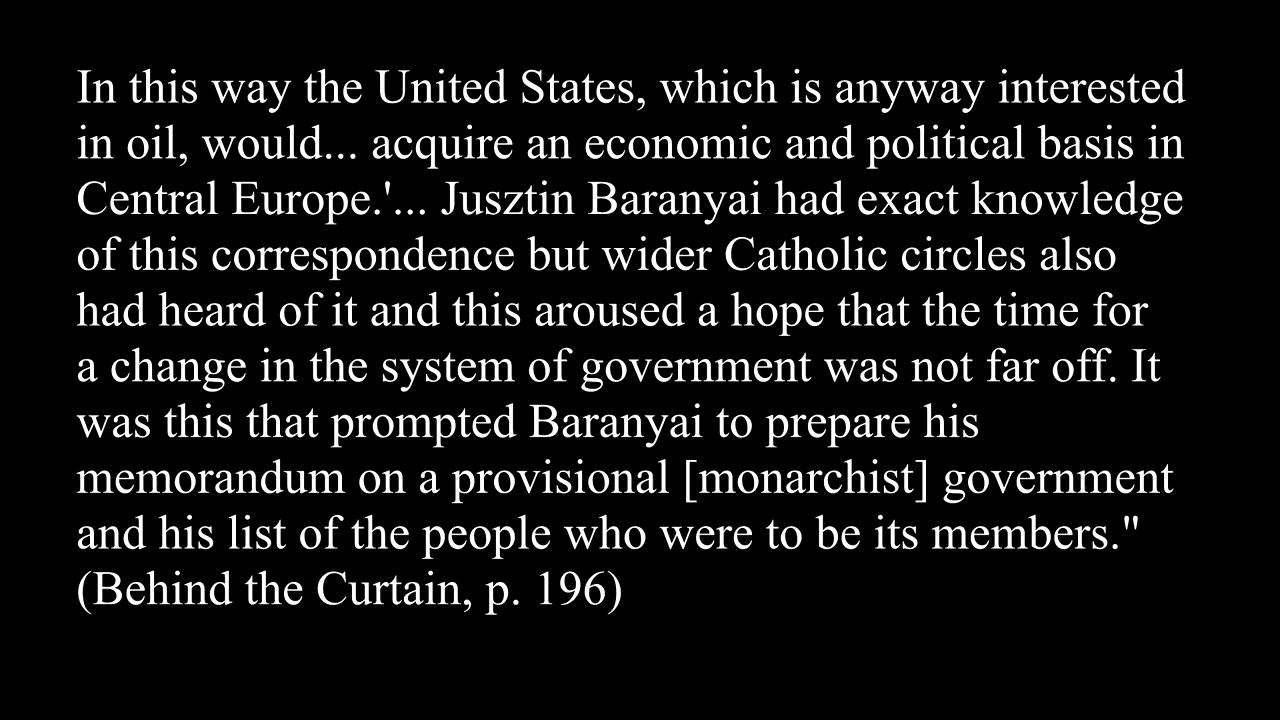 In this way the United States, which is anyway interested
in oil, would... acquire an economic and political basis in
Central Europe.'... Jusztin Baranyai had exact knowledge
of this correspondence but wider Catholic circles also
had heard of it and this aroused a hope that the time for
a change in the system of government was not far off. It
was this that prompted Baranyai to prepare his
memorandum on a provisional [monarchist] government
and his list of the people who were to be its members."
(Behind the Curtain, p. 196)